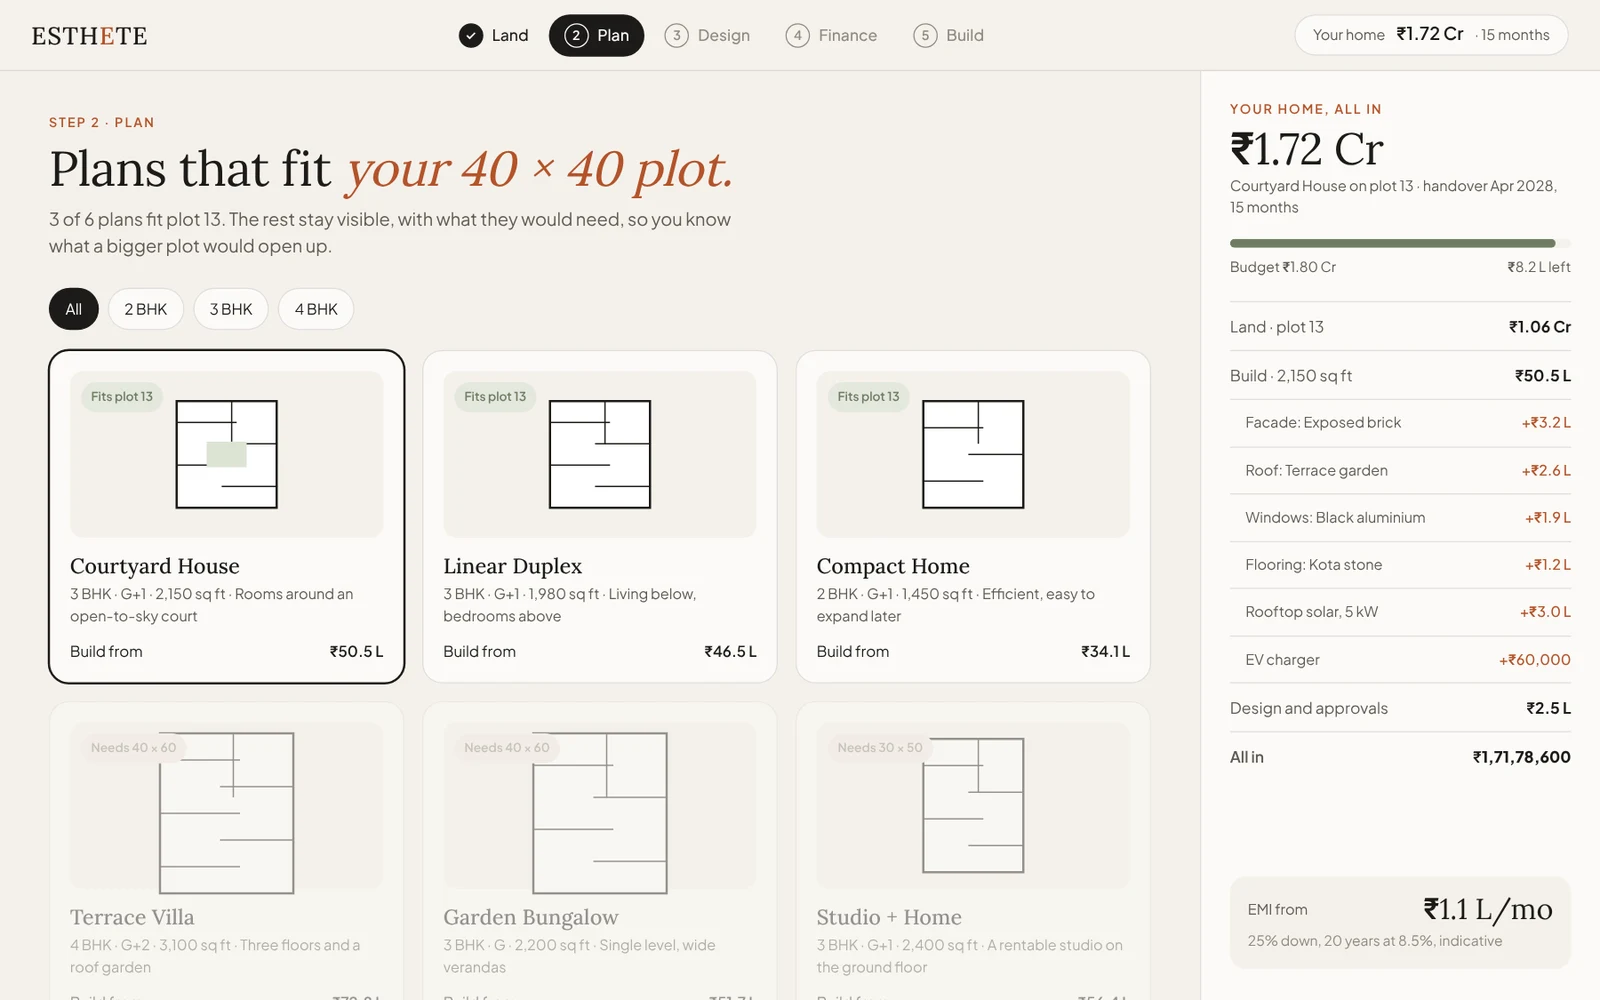 ESTHETE
Land
2 Plan
3 Design
4 Finance
5 Build
Your home ₹1.72 Cr · 15 months
STEP 2 · PLAN
Plans that fit your 40 × 40 plot.
3 of 6 plans fit plot 13. The rest stay visible, with what they would need, so you know
what a bigger plot would open up.
All
2 BHK
3 BHK
4 BHK
Fits plot 13
Courtyard House
3 BHK · G+1 · 2,150 sq ft · Rooms around an
open-to-sky court
Build from ₹50.5 L
Fits plot 13
Linear Duplex
3 BHK · G+1 · 1,980 sq ft · Living below,
bedrooms above
Build from ₹46.5 L
Fits plot 13
Compact Home
2 BHK · G+1 · 1,450 sq ft · Efficient, easy to
expand later
Build from ₹34.1 L
Needs 40 × 60
Terrace Villa
4 BHK · G+2 · 3,100 sq ft · Three floors and a
roof garden
Needs 40 × 60
Garden Bungalow
3 BHK · G · 2,200 sq ft · Single level, wide
verandas
Needs 30 × 50
Studio + Home
3 BHK · G+1 · 2,400 sq ft · A rentable studio on
the ground floor
YOUR HOME, ALL IN
₹1.72 Cr
Courtyard House on plot 13 · handover Apr 2028,
15 months
Budget ₹1.80 Cr ₹8.2 L left
Land · plot 13 ₹1.06 Cr
Build · 2,150 sq ft ₹50.5 L
Facade: Exposed brick +₹3.2 L
Roof: Terrace garden +₹2.6 L
Windows: Black aluminium +₹1.9 L
Flooring: Kota stone +₹1.2 L
Rooftop solar, 5 kW +₹3.0 L
EV charger +₹60,000
Design and approvals ₹2.5 L
All in ₹1,71,78,600
EMI from ₹1.1 L/mo
25% down, 20 years at 8.5%, indicative